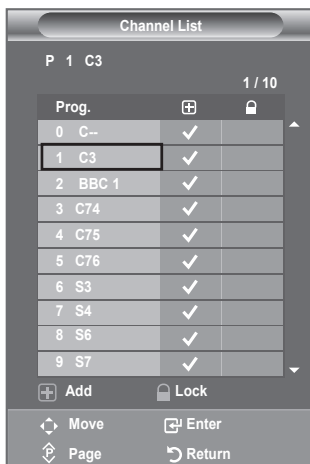 Channel List
P 1 C3
1 / 10
Prog.
0 C--
1 C3
2 BBC 1
3 C74
4 C75
5 C76
6 S3
7 S4
8 S6
9 S7
Add Lock
Move Enter
P Page Return